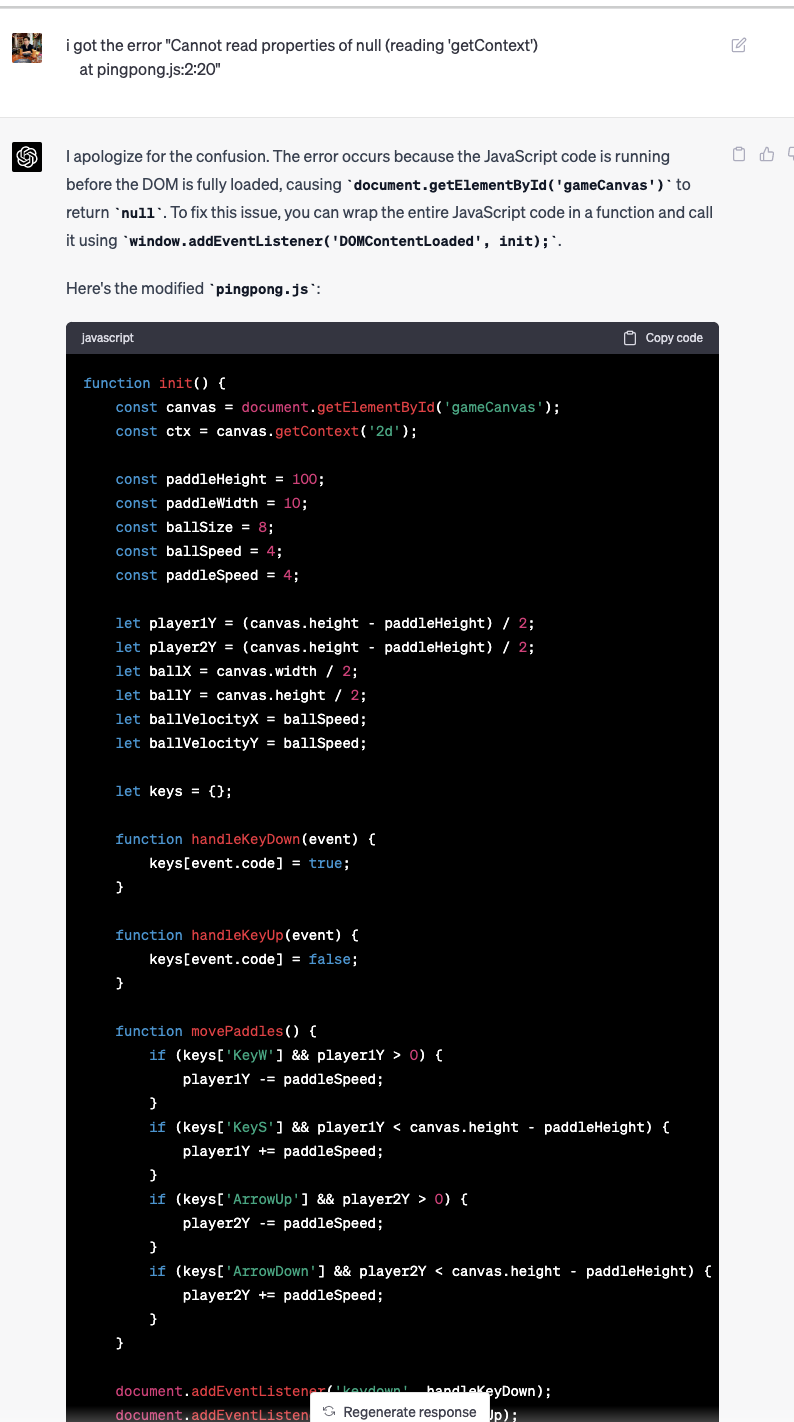 i got the error "Cannot read properties of null (reading 'getContext')
at pingpong.js:2:20"
I apologize for the confusion. The error occurs because the JavaScript code is running
before the DOM is fully loaded, causing `document.getElementById('gameCanvas')` to
return `null`. To fix this issue, you can wrap the entire JavaScript code in a function and call
it using `window.addEventListener('DOMContentLoaded', init);`.
Here's the modified `pingpong.js`:
javascript
Copy code
function init() {
    const canvas = document.getElementById('gameCanvas');
    const ctx = canvas.getContext('2d');
    const paddleHeight = 100;
    const paddleWidth = 10;
    const ballSize = 8;
    const ballSpeed = 4;
    const paddleSpeed = 4;
    let player1Y = (canvas.height - paddleHeight) / 2;
    let player2Y = (canvas.height - paddleHeight) / 2;
    let ballX = canvas.width / 2;
    let ballY = canvas.height / 2;
    let ballVelocityX = ballSpeed;
    let ballVelocityY = ballSpeed;
    let keys = {};
    function handleKeyDown(event) {
        keys[event.code] = true;
    }
    function handleKeyUp(event) {
        keys[event.code] = false;
    }
    function movePaddles() {
        if (keys['KeyW'] && player1Y > 0) {
            player1Y -= paddleSpeed;
        }
        if (keys['KeyS'] && player1Y < canvas.height - paddleHeight) {
            player1Y += paddleSpeed;
        }
        if (keys['ArrowUp'] && player2Y > 0) {
            player2Y -= paddleSpeed;
        }
        if (keys['ArrowDown'] && player2Y < canvas.height - paddleHeight) {
            player2Y += paddleSpeed;
        }
    }
    document.addEventListener('keydown', handleKeyDown);
    document.addEventListen Up);
Regenerate response